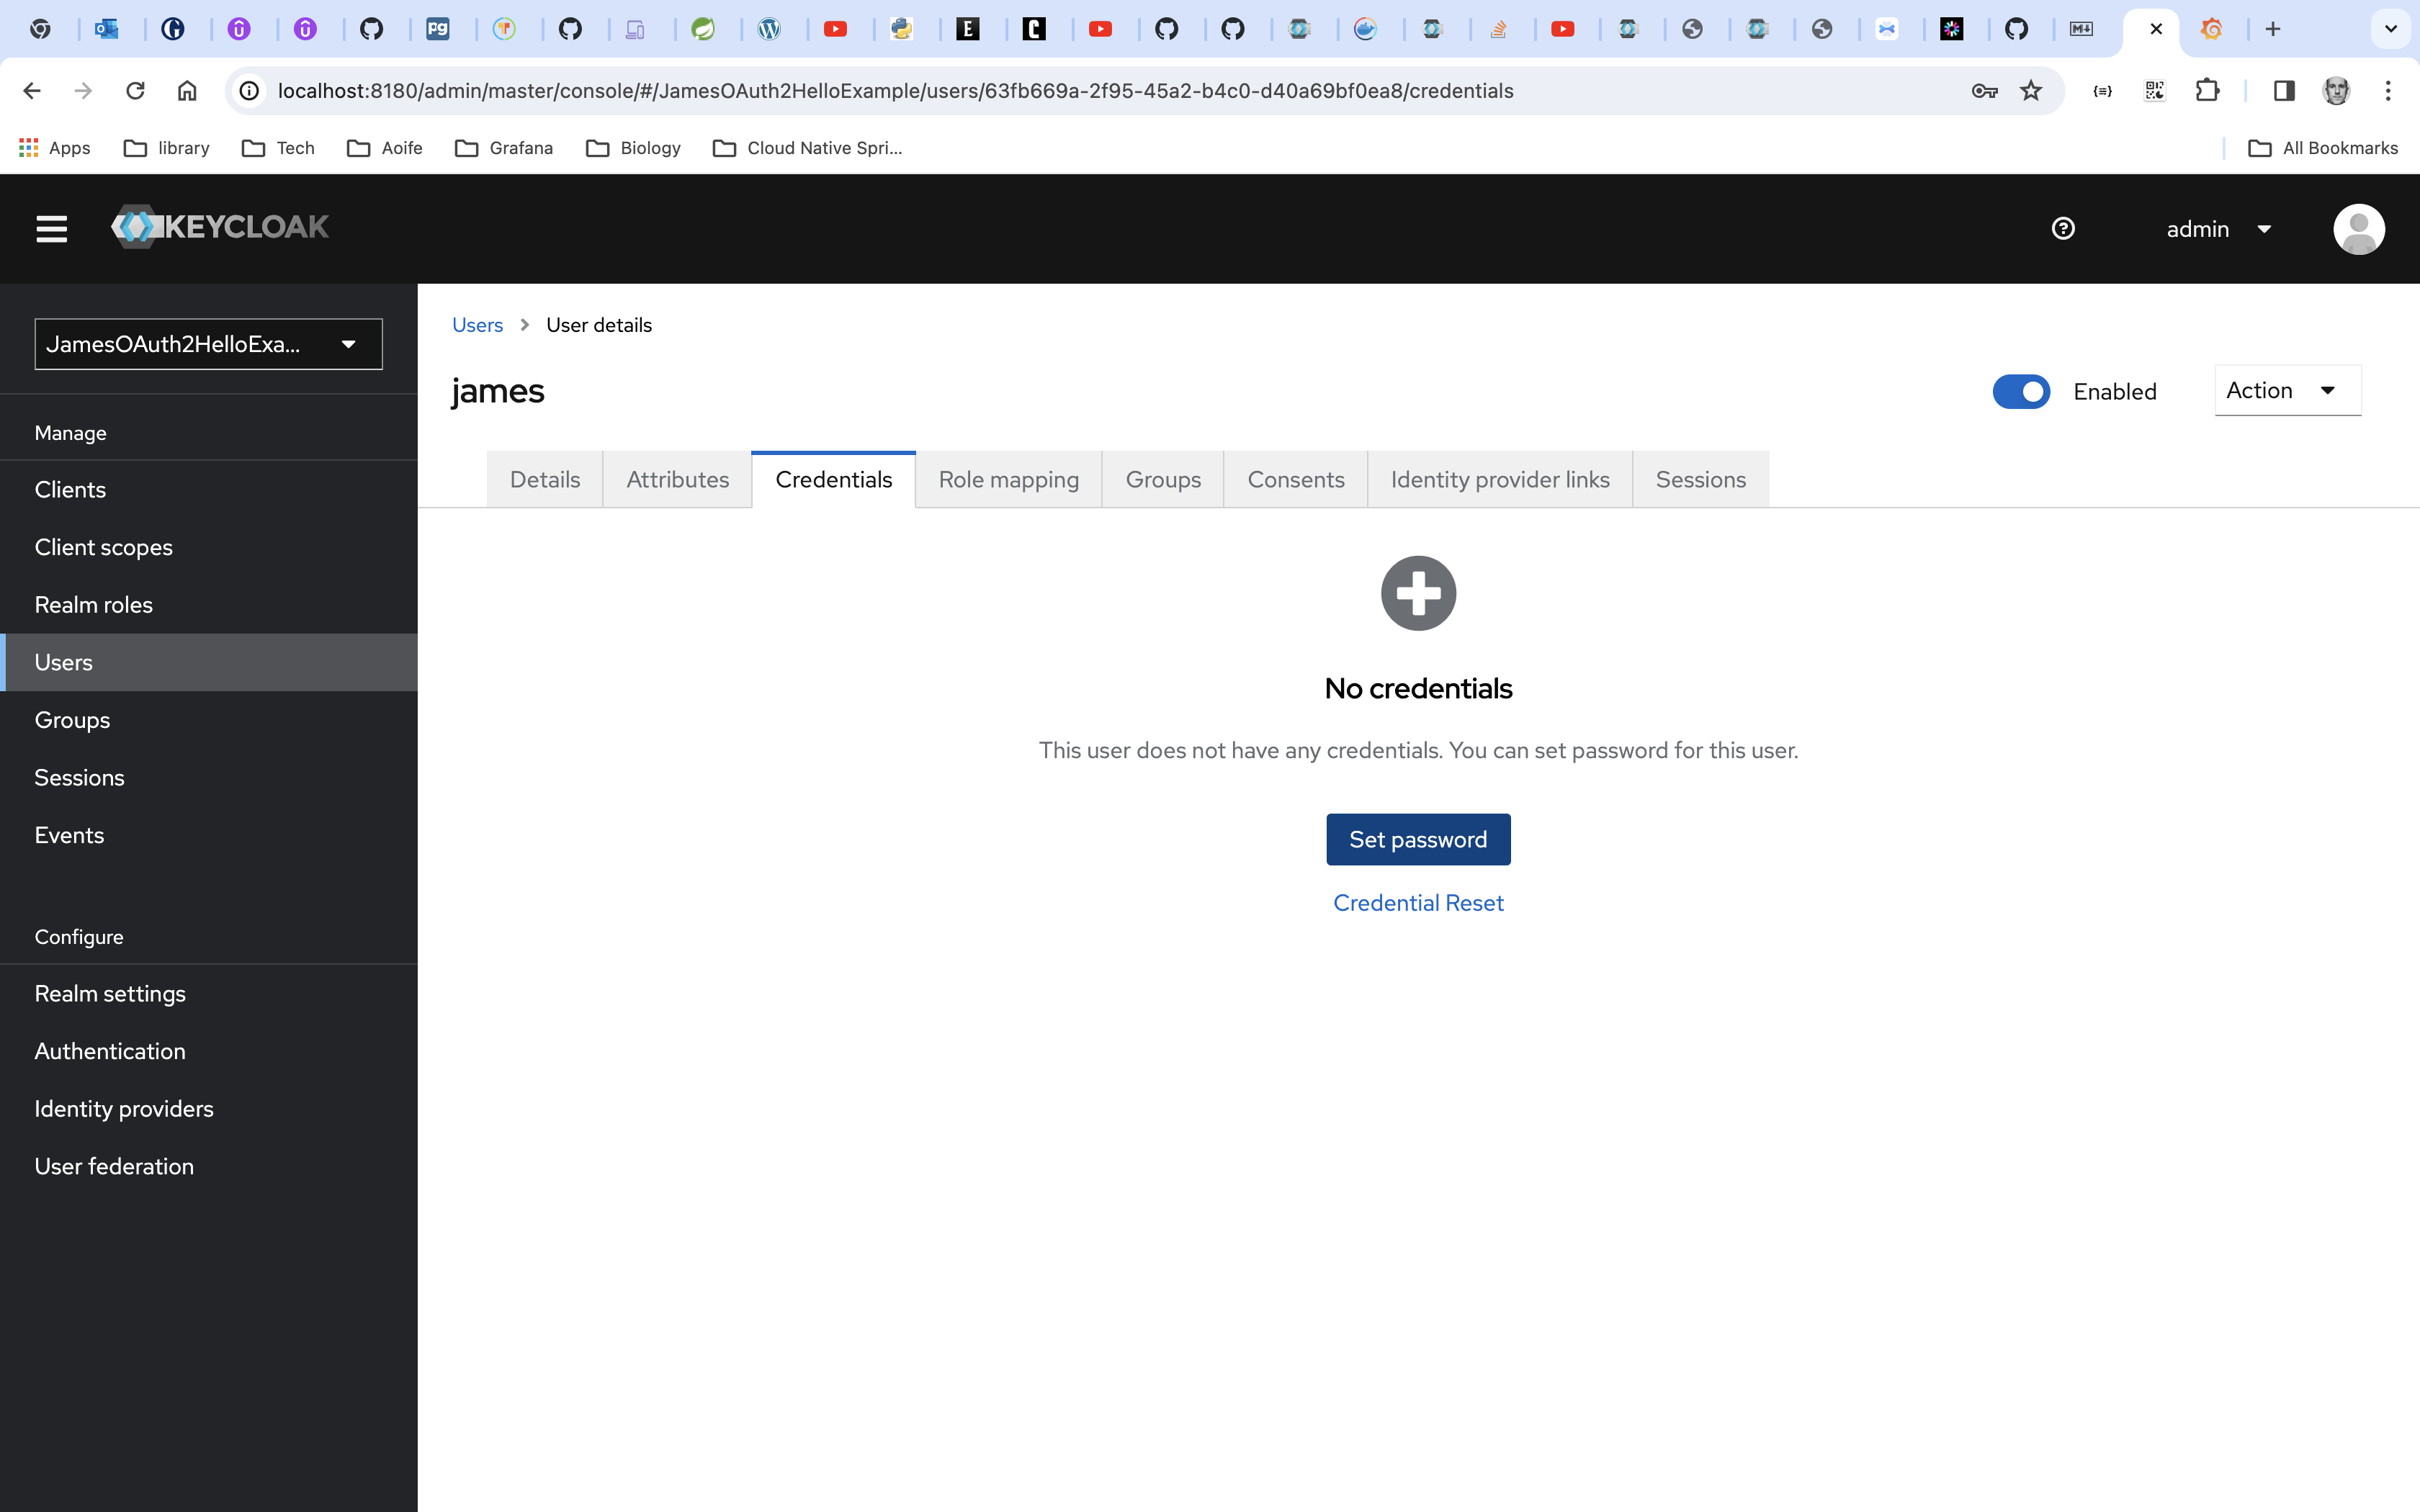 pg
E
C
M↓
localhost:8180/admin/master/console/#/JamesOAuth2HelloExample/users/63fb669a-2f95-45a2-b4c0-d40a69bf0ea8/credentials
Apps
library
Tech
Aoife
Grafana
Biology
Cloud Native Spri...
All Bookmarks
KEYCLOAK
admin
JamesOAuth2HelloExa...
Manage
Clients
Client scopes
Realm roles
Users
Groups
Sessions
Events
Configure
Realm settings
Authentication
Identity providers
User federation
Users > User details
james
Enabled
Action
Details
Attributes
Credentials
Role mapping
Groups
Consents
Identity provider links
Sessions
No credentials
This user does not have any credentials. You can set password for this user.
Set password
Credential Reset